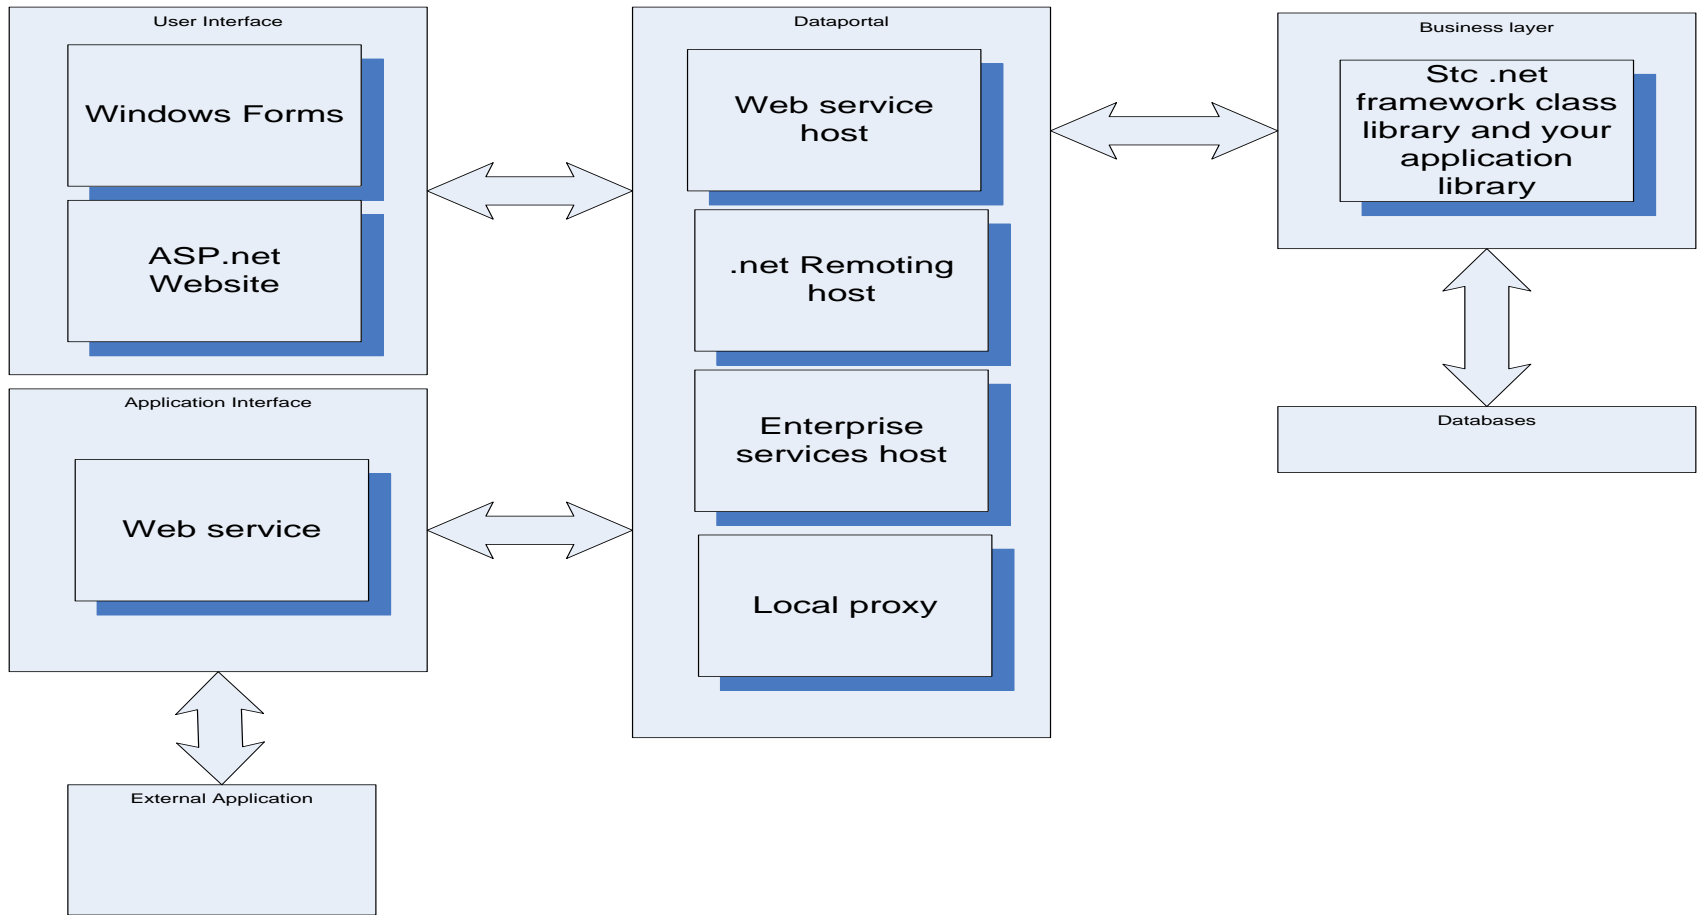 User Interface
Windows Forms
ASP.net
Website
Application Interface
Web service
External Application
Dataportal
Web service
host
.net Remoting
host
Enterprise
services host
Local proxy
Business layer
Stc .net
framework class
library and your
application
library
Databases